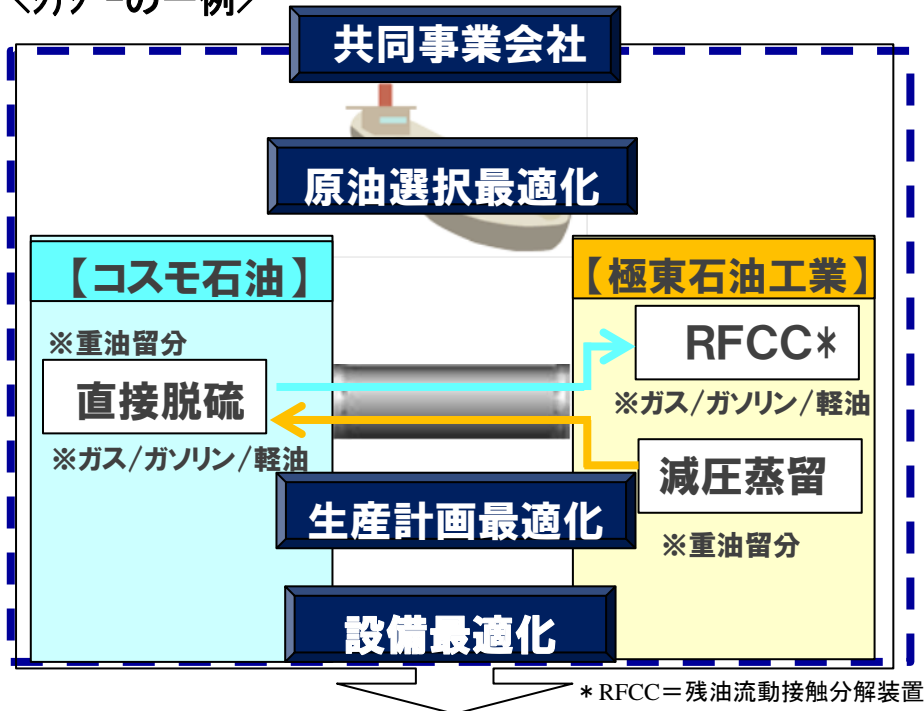 の一例>
共同事業会社
原油選択最適化
【コスモ石油】
※重油留分
直接脱硫
※ガス/ガソリン/軽油
【極東石油工業】
RFCC*
※ガス/ガソリン/軽油
減圧蒸留
※重油留分
生産計画最適化
設備最適化
*RFCC=残油流動接触分解装置